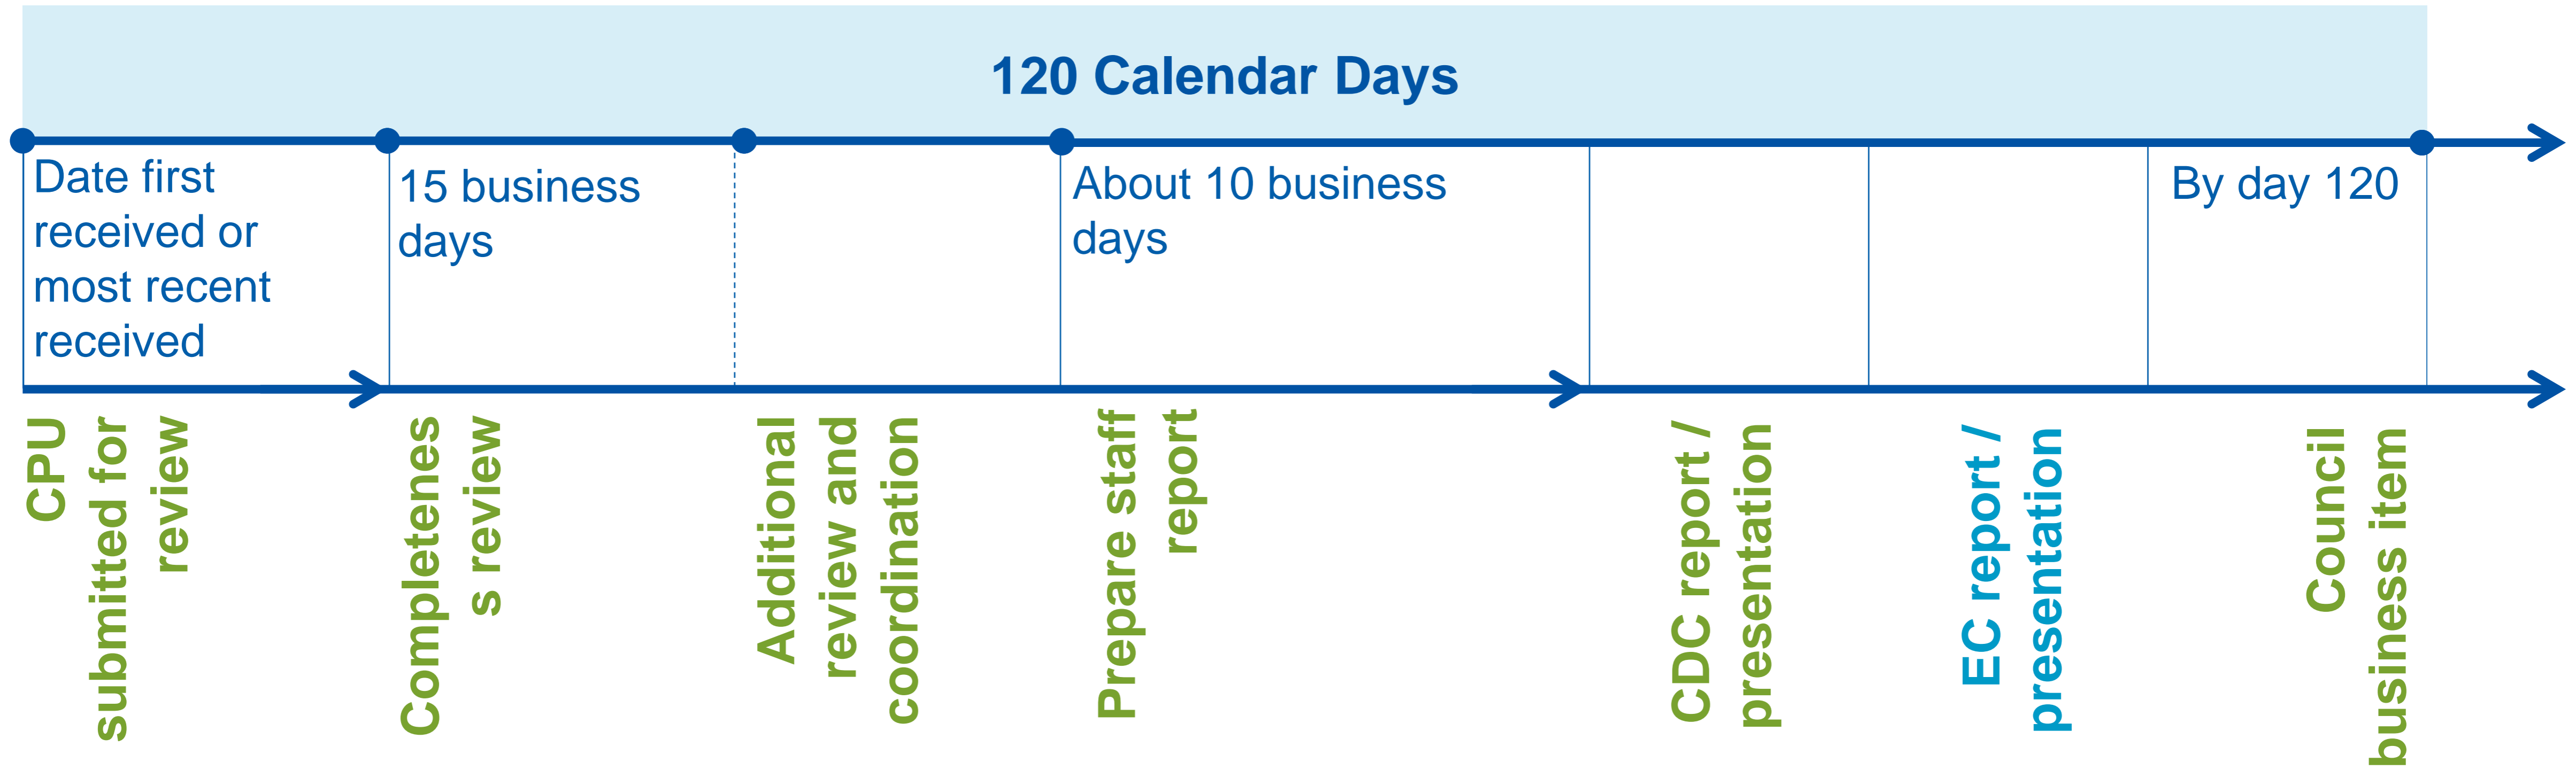 120 Calendar Days
Date first
received or
most recent
received
15 business
days
About 10 business
days
By day 120
CPU
submitted for
review
Completenes
s review
Additional
review and
coordination
Prepare staff
report
CDC report /
presentation
EC report /
presentation
Council
business item